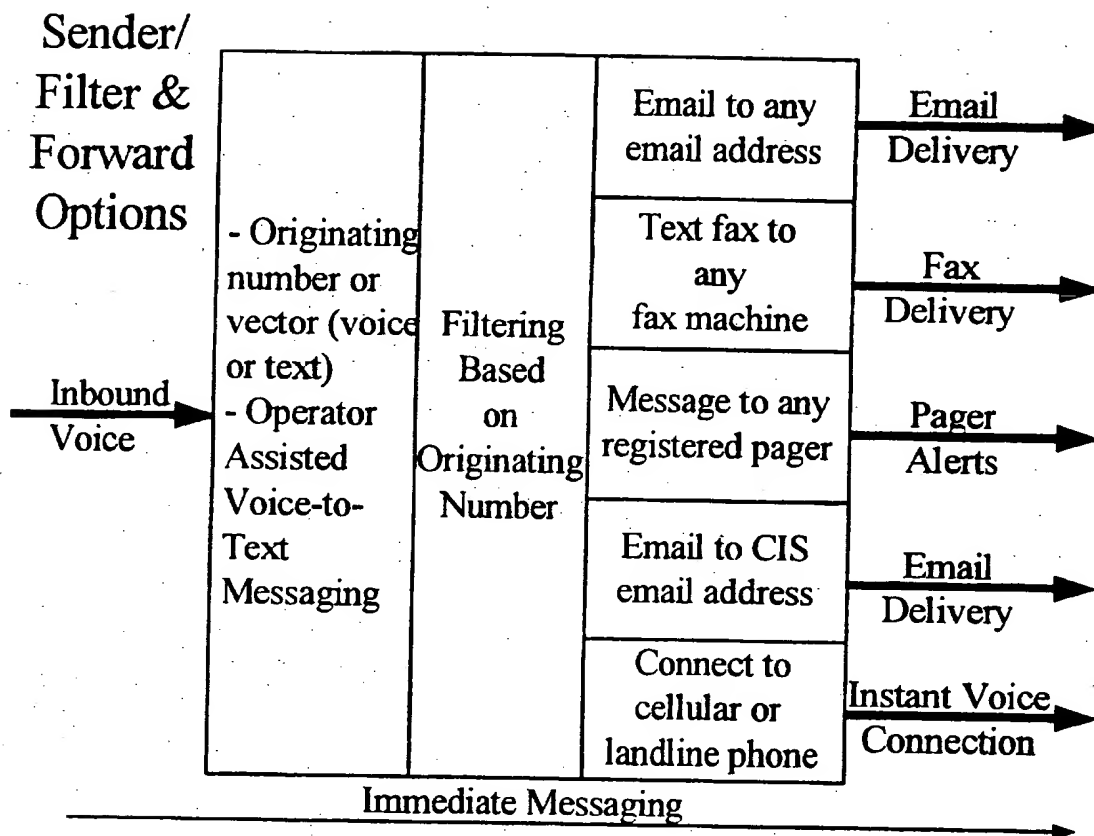 Sender/
Filter &
Forward
Options
Inbound
Voice
- Originating
number or
vector (voice
or text)
- Operator
Assisted
Voice-to-
Text
Messaging
Filtering
Based
on
Originating
Number
Email to any
email address
Email
Delivery
Text fax to
any
fax machine
Fax
Delivery
Message to any
registered pager
Pager
Alerts
Email to CIS
email address
Email
Delivery
Connect to
cellular or
landline phone
Instant Voice
Connection
Immediate Messaging